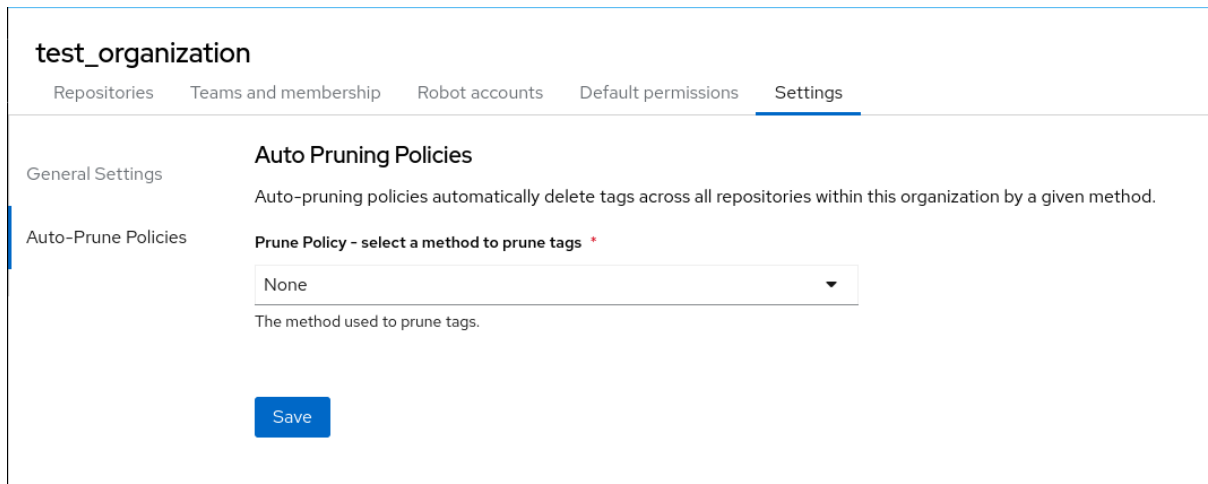 test_organization
Repositories Teams and membership Robot accounts Default permissions Settings
General Settings
Auto-Prune Policies
Auto Pruning Policies
Auto-pruning policies automatically delete tags across all repositories within this organization by a given method.
Prune Policy - select a method to prune tags *
None
The method used to prune tags.
Save